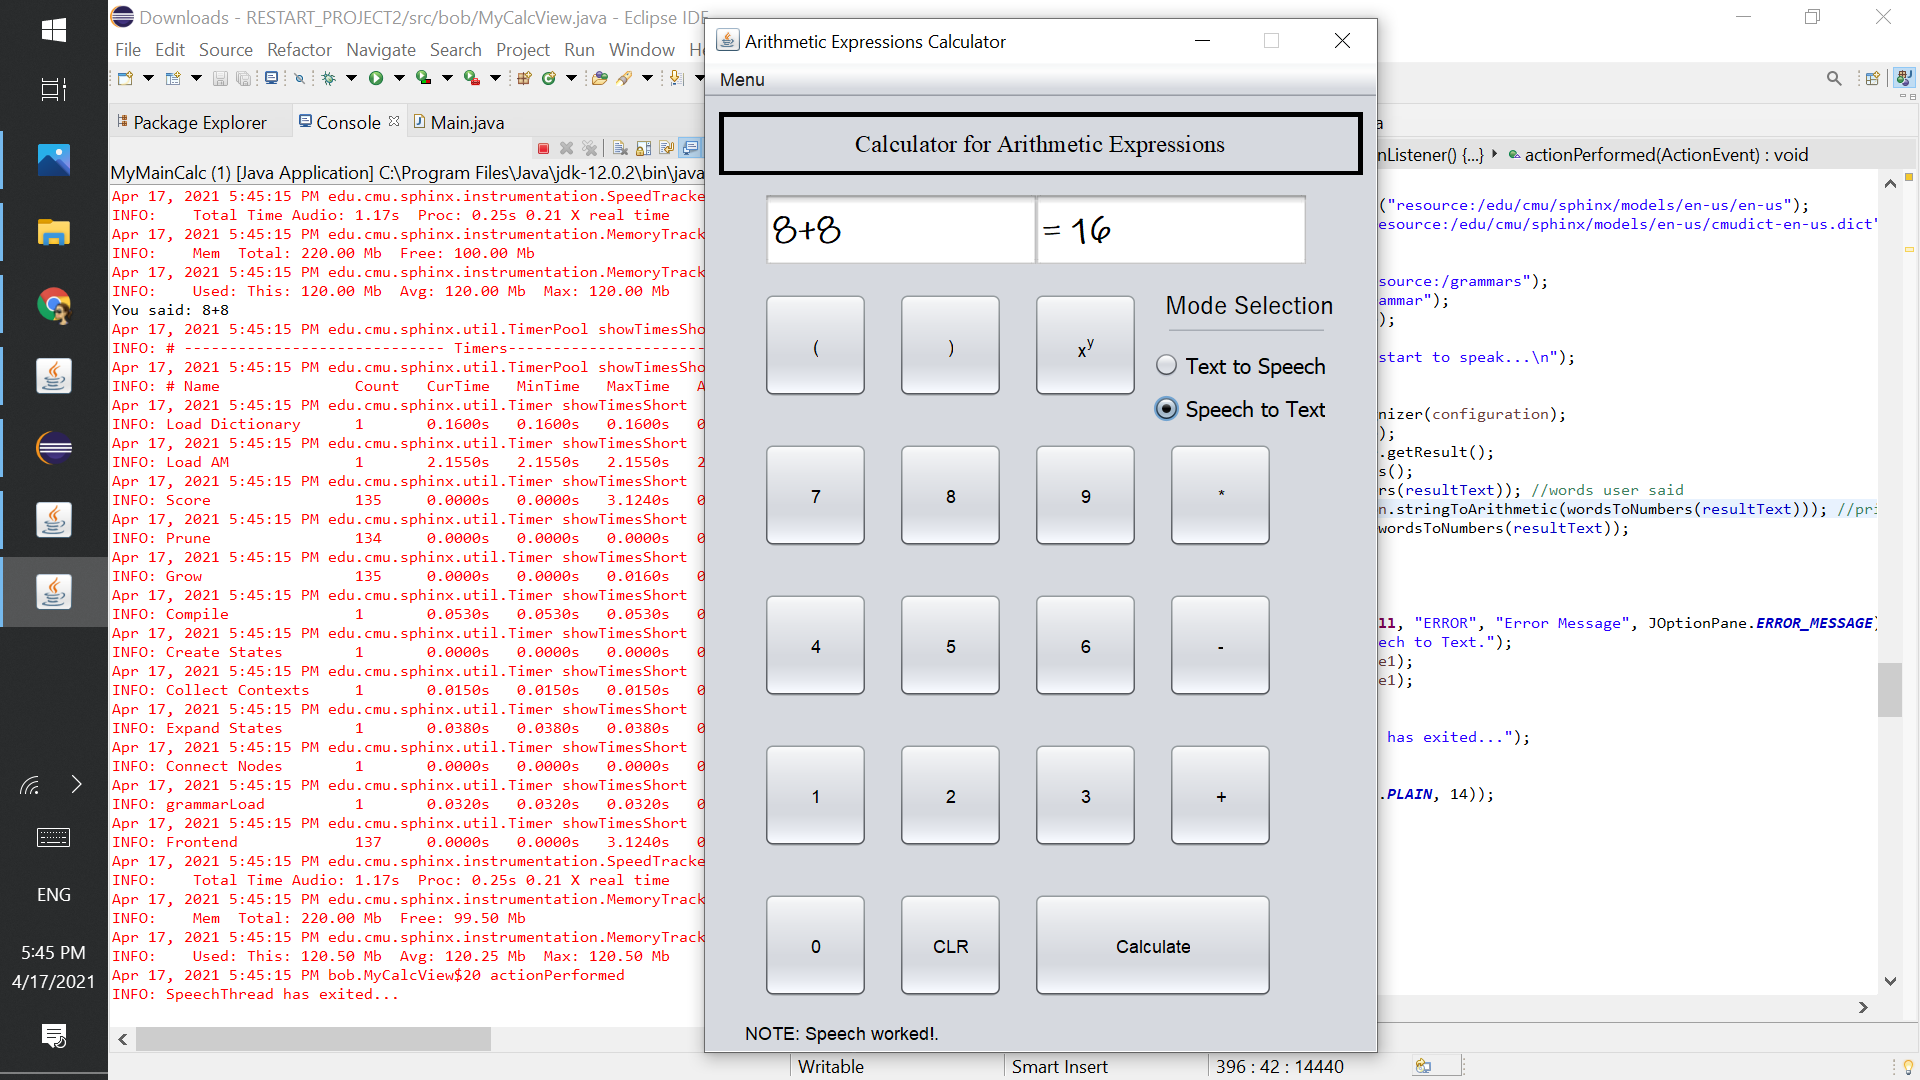 Downloads - RESTART_PROJECT2/src/bob/MyCalcView.java - Eclipse IDE
File Edit Source Refactor Navigate Search Project Run Window
Package Explorer
Console
Main.java
MyMainCalc (1) [Java Application] C:\Program Files\Java\jdk-12.0.2\bin\java
Apr 17, 2021 5:45:15 PM edu.cmu.sphinx.instrumentation.SpeedTracke
INFO: Total Time Audio: 1.17s Proc: 0.25s 0.21 X real time
Apr 17, 2021 5:45:15 PM edu.cmu.sphinx.instrumentation.MemoryTrack
INFO: Mem Total: 220.00 Mb Free: 100.00 Mb
Apr 17, 2021 5:45:15 PM edu.cmu.sphinx.instrumentation.MemoryTrack
INFO: Used: This: 120.00 Mb Avg: 120.00 Mb Max: 120.00 Mb
You said: 8+8
Apr 17, 2021 5:45:15 PM edu.cmu.sphinx.util.TimerPool showTimesSho
INFO: # ---------------------------- Timers----------------------
Apr 17, 2021 5:45:15 PM edu.cmu.sphinx.util.TimerPool showTimesSho
INFO: # Name Count CurTime MinTime MaxTime A
Apr 17, 2021 5:45:15 PM edu.cmu.sphinx.util.Timer showTimesShort
INFO: Load Dictionary 1 0.1600s 0.1600s 0.1600s 0
Apr 17, 2021 5:45:15 PM edu.cmu.sphinx.util.Timer showTimesShort
INFO: Load AM 1 2.1550s 2.1550s 2.1550s 2
Apr 17, 2021 5:45:15 PM edu.cmu.sphinx.util.Timer showTimesShort
INFO: Score 135 0.0000s 0.0000s 3.1240s 0
Apr 17, 2021 5:45:15 PM edu.cmu.sphinx.util.Timer showTimesShort
INFO: Prune 134 0.0000s 0.0000s 0.0000s 0
Apr 17, 2021 5:45:15 PM edu.cmu.sphinx.util.Timer showTimesShort
INFO: Grow 135 0.0000s 0.0000s 0.0160s 0
Apr 17, 2021 5:45:15 PM edu.cmu.sphinx.util.Timer showTimesShort
INFO: Compile 1 0.0530s 0.0530s 0.0530s 0
Apr 17, 2021 5:45:15 PM edu.cmu.sphinx.util.Timer showTimesShort
INFO: Create States 1 0.0000s 0.0000s 0.0000s 0
Apr 17, 2021 5:45:15 PM edu.cmu.sphinx.util.Timer showTimesShort
INFO: Collect Contexts 1 0.0150s 0.0150s 0.0150s 0
Apr 17, 2021 5:45:15 PM edu.cmu.sphinx.util.Timer showTimesShort
INFO: Expand States 1 0.0380s 0.0380s 0.0380s 0
Apr 17, 2021 5:45:15 PM edu.cmu.sphinx.util.Timer showTimesShort
INFO: Connect Nodes 1 0.0000s 0.0000s 0.0000s 0
Apr 17, 2021 5:45:15 PM edu.cmu.sphinx.util.Timer showTimesShort
INFO: grammarLoad 1 0.0320s 0.0320s 0.0320s 0
Apr 17, 2021 5:45:15 PM edu.cmu.sphinx.util.Timer showTimesShort
INFO: Frontend 137 0.0000s 0.0000s 3.1240s 0
Apr 17, 2021 5:45:15 PM edu.cmu.sphinx.instrumentation.SpeedTracke
INFO: Total Time Audio: 1.17s Proc: 0.25s 0.21 X real time
Apr 17, 2021 5:45:15 PM edu.cmu.sphinx.instrumentation.MemoryTrack
INFO: Mem Total: 220.00 Mb Free: 99.50 Mb
Apr 17, 2021 5:45:15 PM edu.cmu.sphinx.instrumentation.MemoryTrack
INFO: Used: This: 120.50 Mb Avg: 120.25 Mb Max: 120.50 Mb
Apr 17, 2021 5:45:15 PM bob.MyCalcView$20 actionPerformed
INFO: SpeechThread has exited...
Arithmetic Expressions Calculator
Menu
Calculator for Arithmetic Expressions
8+8 = 16
( ) xʸ
Mode Selection
Text to Speech
Speech to Text
7 8 9 *
4 5 6 -
1 2 3 +
0 CLR Calculate
NOTE: Speech worked!.
a
nListener() {...} actionPerformed(ActionEvent) : void
("resource:/edu/cmu/sphinx/models/en-us/en-us");
esource:/edu/cmu/sphinx/models/en-us/cmudict-en-us.dict"
source:/grammars");
ammar");
);
start to speak...\n");
nizer(configuration);
);
.getResult();
s();
rs(resultText)); //words user said
n.stringToArithmetic(wordsToNumbers(resultText))); //pri
wordsToNumbers(resultText));
ll, "ERROR", "Error Message", JOptionPane.ERROR_MESSAGE)
ech to Text.");
e1);
e1);
has exited...");
.PLAIN, 14));
Writable Smart Insert 396 : 42 : 14440
ENG
5:45 PM
4/17/2021